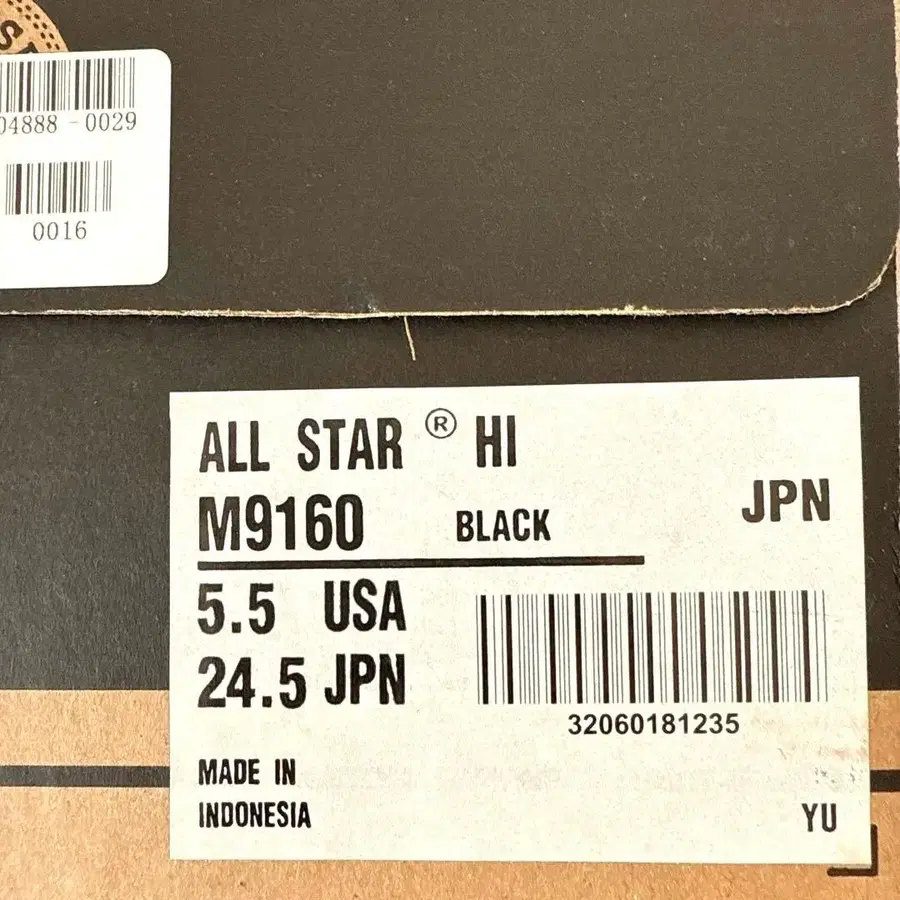 04888-0029
0016
ALL STAR ® HI
M9160 BLACK
JPN
5.5 USA
24.5 JPN
32060181235
MADE IN
INDONESIA
YU